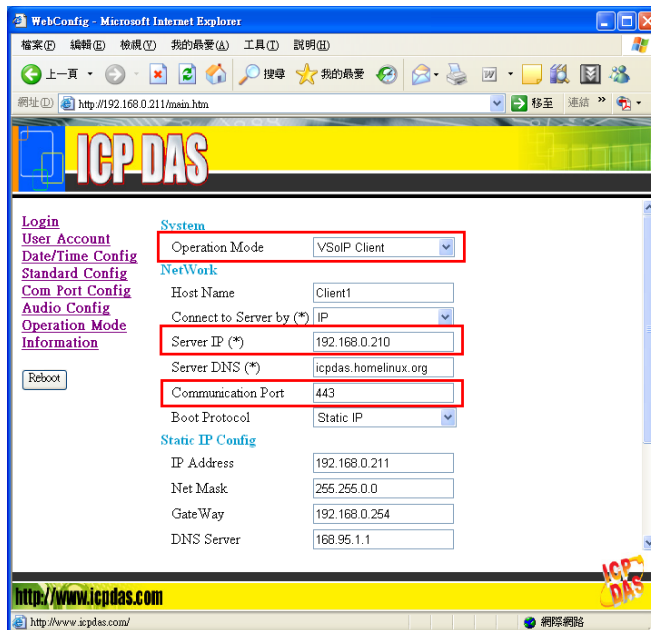 WebConfig - Microsoft Internet Explorer
檔案(F) 編輯(E) 檢視(V) 我的最愛(A) 工具(T) 說明(H)
上一頁 搜尋 我的最愛
網址(D) http://192.168.0.211/main.htm 移至 連結 »
ICP DAS
Login
User Account
Date/Time Config
Standard Config
Com Port Config
Audio Config
Operation Mode
Information
Reboot
System
Operation Mode VSoIP Client
NetWork
Host Name Client1
Connect to Server by (*) IP
Server IP (*) 192.168.0.210
Server DNS (*) icpdas.homelinux.org
Communication Port 443
Boot Protocol Static IP
Static IP Config
IP Address 192.168.0.211
Net Mask 255.255.0.0
GateWay 192.168.0.254
DNS Server 168.95.1.1
http://www.icpdas.com
ICP DAS
http://www.icpdas.com/ 網際網路